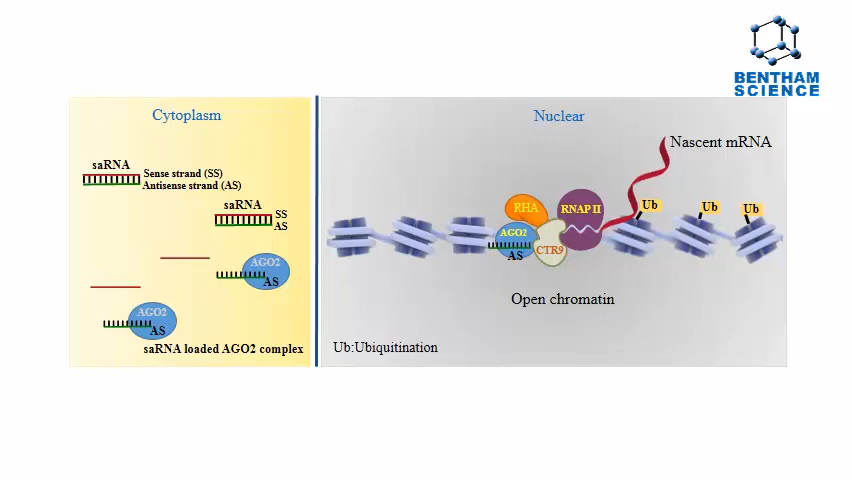 BENTHAM
SCIENCE
Cytoplasm
saRNA
Sense strand (SS)
Antisense strand (AS)
saRNA
SS
AS
AGO2
AS
AGO2
AS
saRNA loaded AGO2 complex
Nuclear
Nascent mRNA
RHA
RNAP II
Ub
Ub
Ub
AGO2
CTR9
AS
Open chromatin
Ub:Ubiquitination